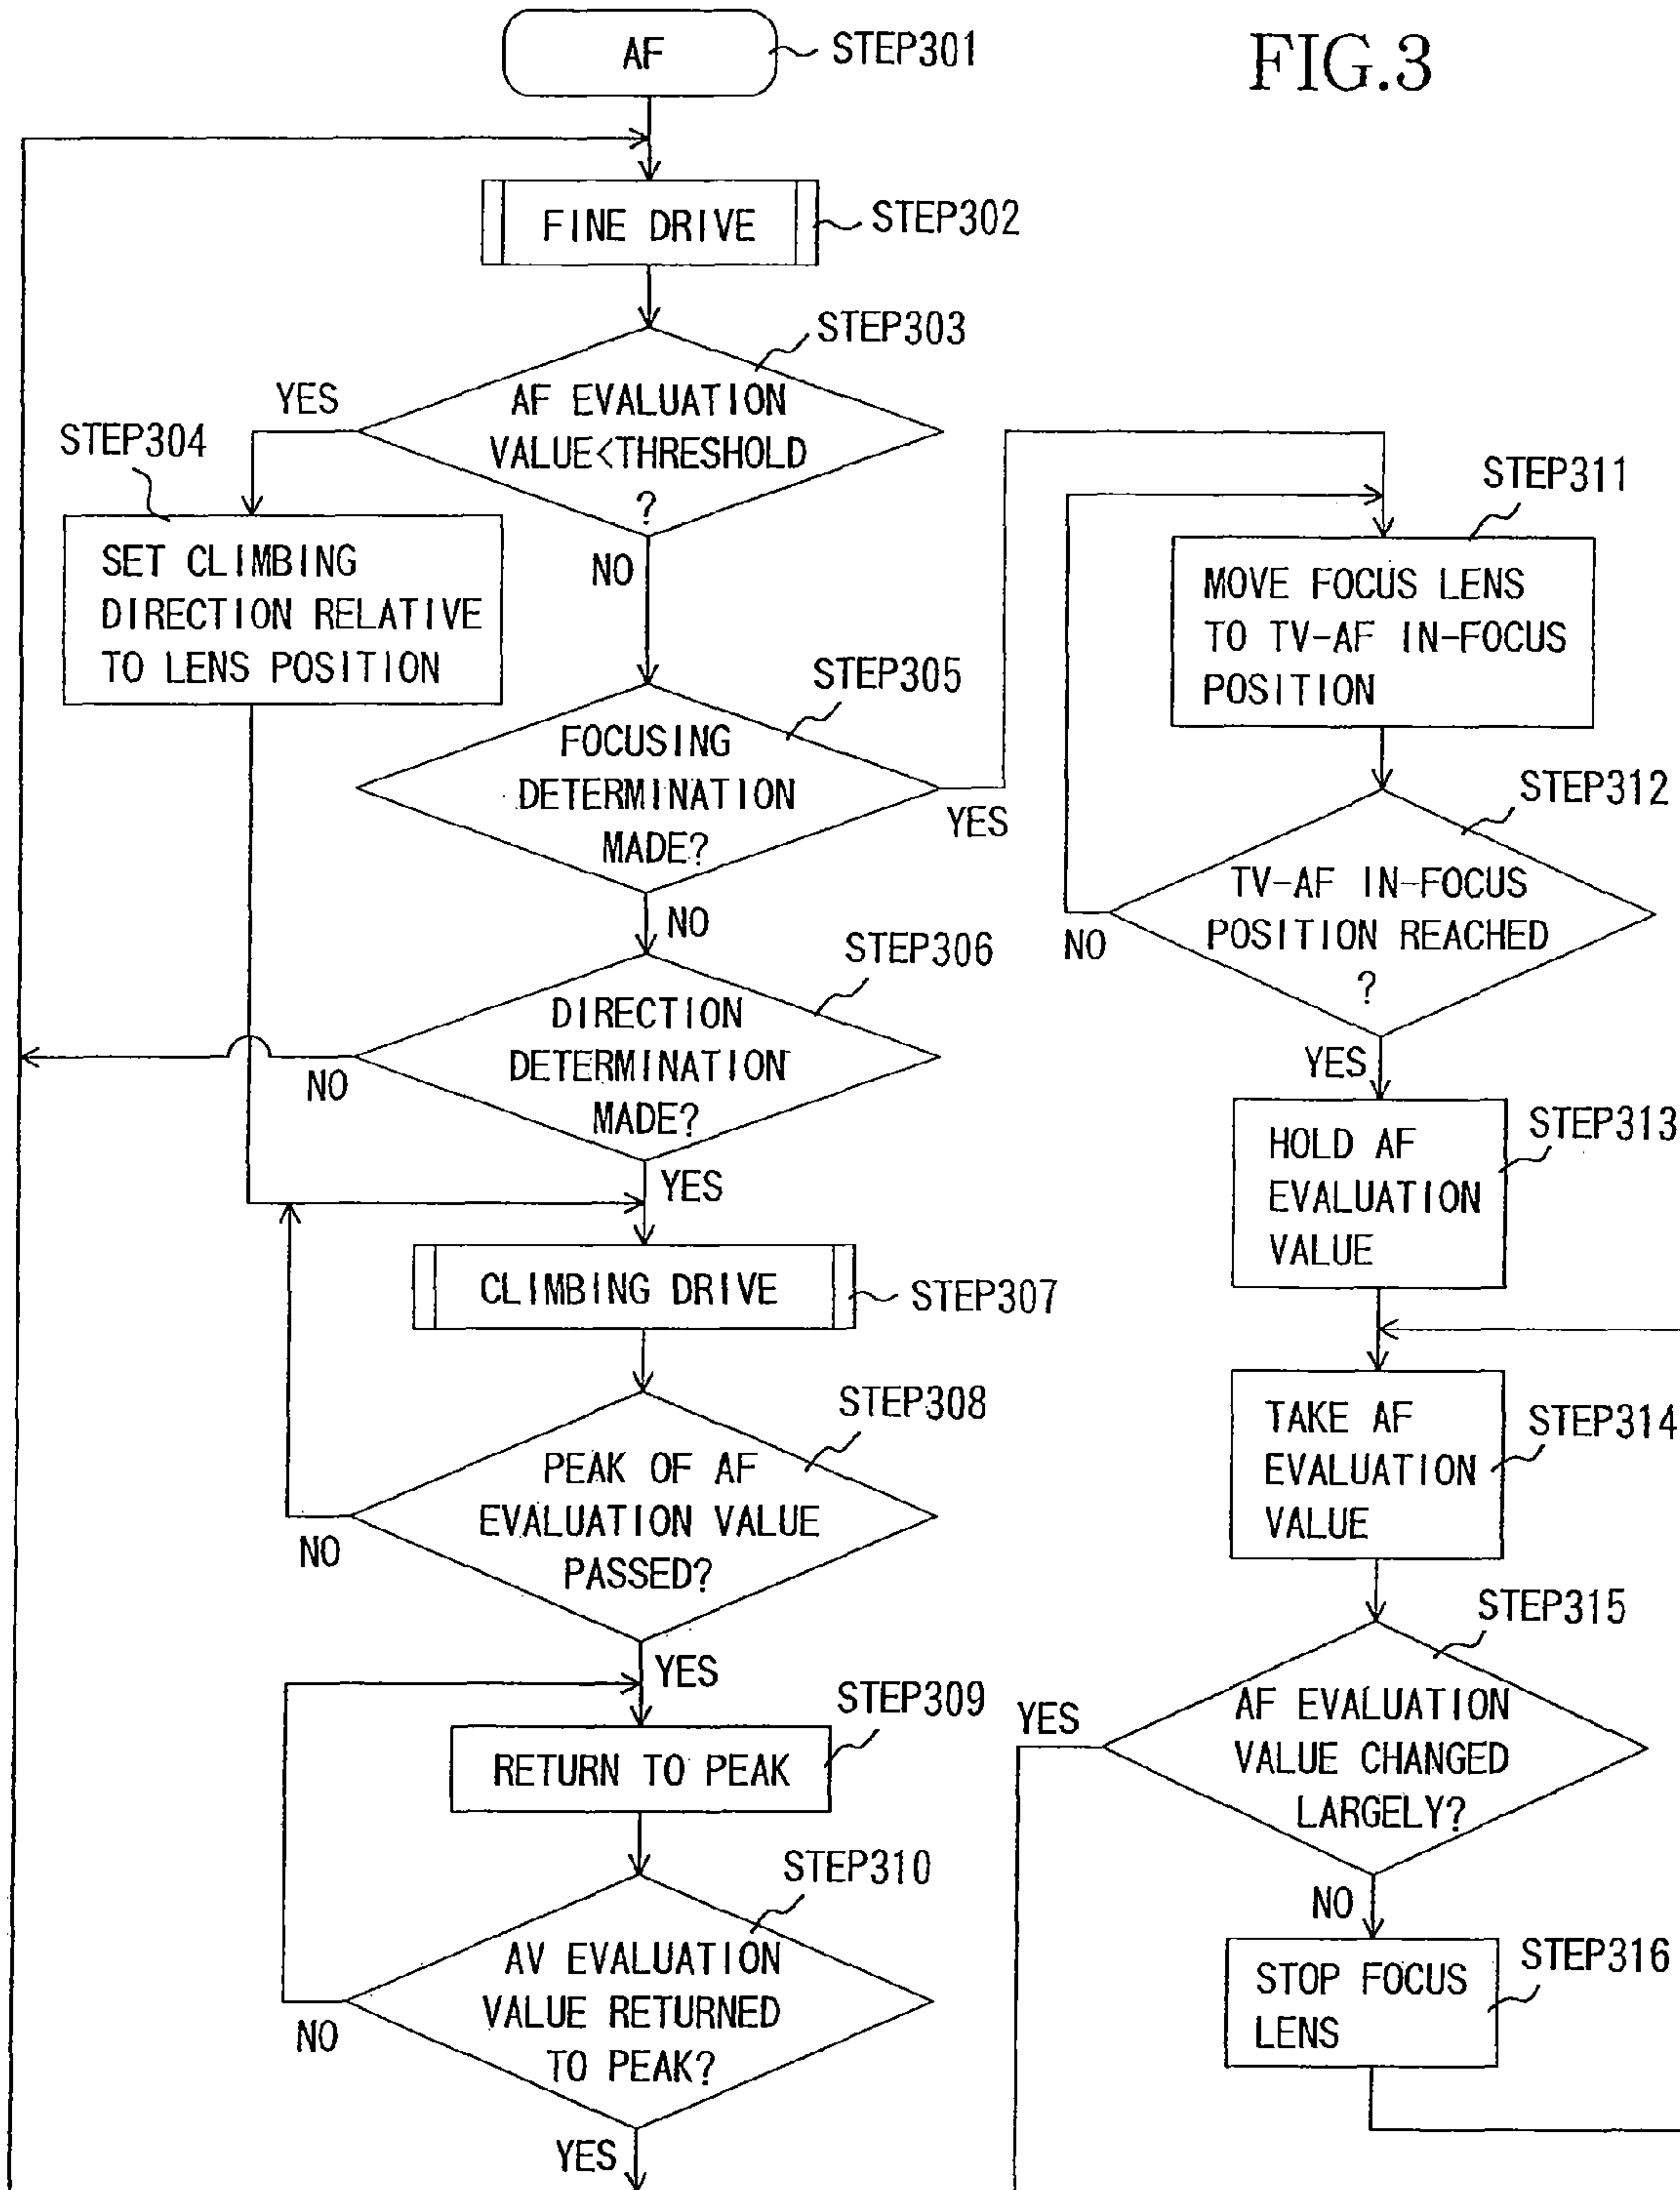 FIG.3
AF
STEP301
FINE DRIVE
STEP302
STEP303
AF EVALUATION
VALUE<THRESHOLD
?
YES
NO
STEP304
SET CLIMBING
DIRECTION RELATIVE
TO LENS POSITION
STEP305
FOCUSING
DETERMINATION
MADE?
YES
NO
STEP306
DIRECTION
DETERMINATION
MADE?
NO
YES
CLIMBING DRIVE
STEP307
STEP308
PEAK OF AF
EVALUATION VALUE
PASSED?
NO
YES
STEP309
RETURN TO PEAK
STEP310
AV EVALUATION
VALUE RETURNED
TO PEAK?
NO
YES
STEP311
MOVE FOCUS LENS
TO TV-AF IN-FOCUS
POSITION
STEP312
TV-AF IN-FOCUS
POSITION REACHED
?
NO
YES
STEP313
HOLD AF
EVALUATION
VALUE
STEP314
TAKE AF
EVALUATION
VALUE
STEP315
AF EVALUATION
VALUE CHANGED
LARGELY?
YES
NO
STEP316
STOP FOCUS
LENS